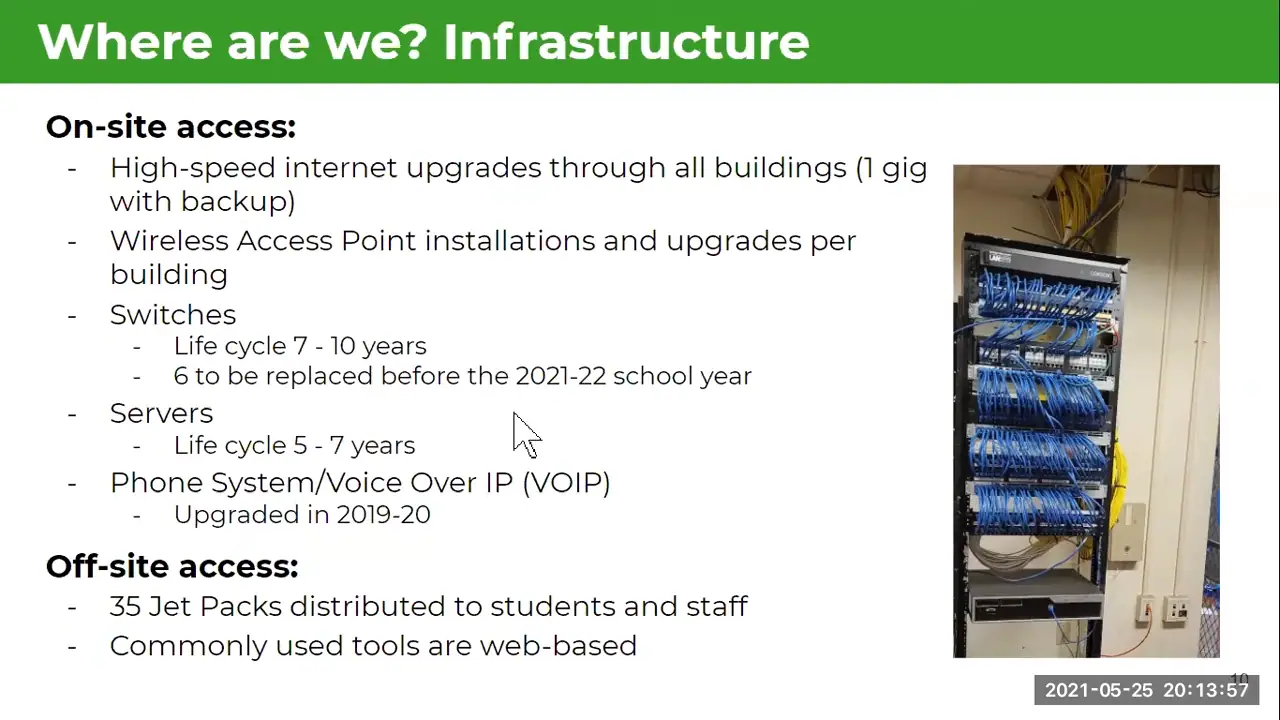 Where are we? Infrastructure
On-site access:
- High-speed internet upgrades through all buildings (1 gig
with backup)
- Wireless Access Point installations and upgrades per
building
- Switches
- Life cycle 7 - 10 years
- 6 to be replaced before the 2021-22 school year
- Servers
- Life cycle 5 - 7 years
- Phone System/Voice Over IP (VOIP)
- Upgraded in 2019-20
Off-site access:
- 35 Jet Packs distributed to students and staff
- Commonly used tools are web-based
10
2021-05-25 20:13:57